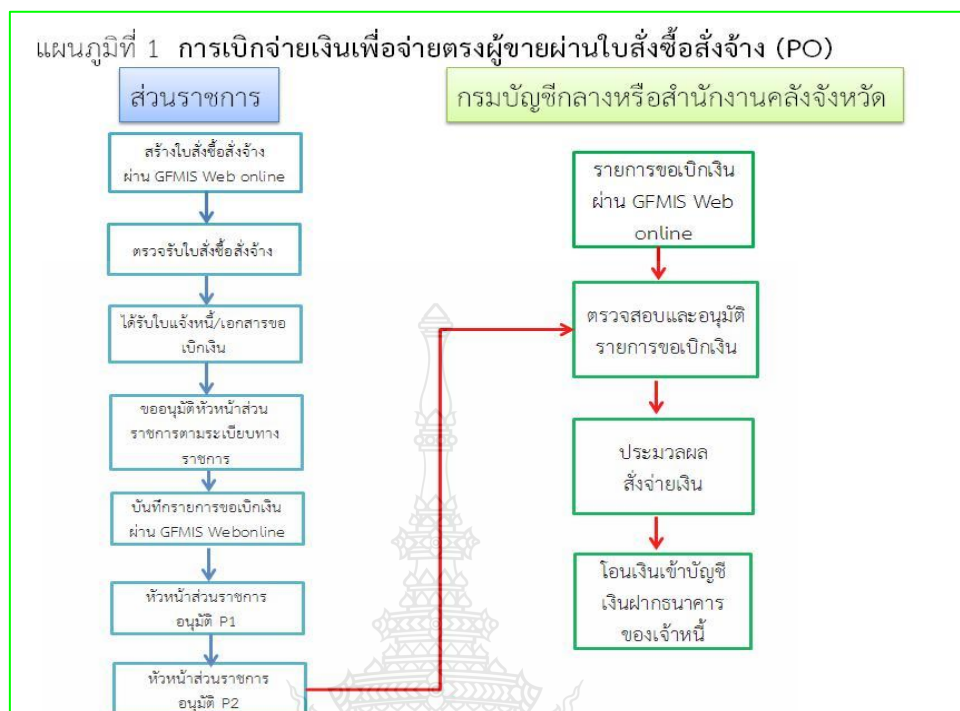 แผนภูมิที่ 1 การเบิกจ่ายเงินเพื่อจ่ายตรงผู้ขายผ่านใบสั่งซื้อสั่งจ้าง (PO)
ส่วนราชการ
สร้างใบสั่งซื้อสั่งจ้าง
ผ่าน GFMIS Web online
ตรวจรับใบสั่งซื้อสั่งจ้าง
ได้รับใบแจ้งหนี้/เอกสารขอ
เบิกเงิน
ขออนุมัติหัวหน้าส่วน
ราชการตามระเบียบทาง
ราชการ
บันทึกรายการขอเบิกเงิน
ผ่าน GFMIS Webonline
หัวหน้าส่วนราชการ
อนุมัติ P1
หัวหน้าส่วนราชการ
อนุมัติ P2
กรมบัญชีกลางหรือสำนักงานคลังจังหวัด
รายการขอเบิกเงิน
ผ่าน GFMIS Web
online
ตรวจสอบและอนุมัติ
รายการขอเบิกเงิน
ประมวลผล
สั่งจ่ายเงิน
โอนเงินเข้าบัญชี
เงินฝากธนาคาร
ของเจ้าหนี้